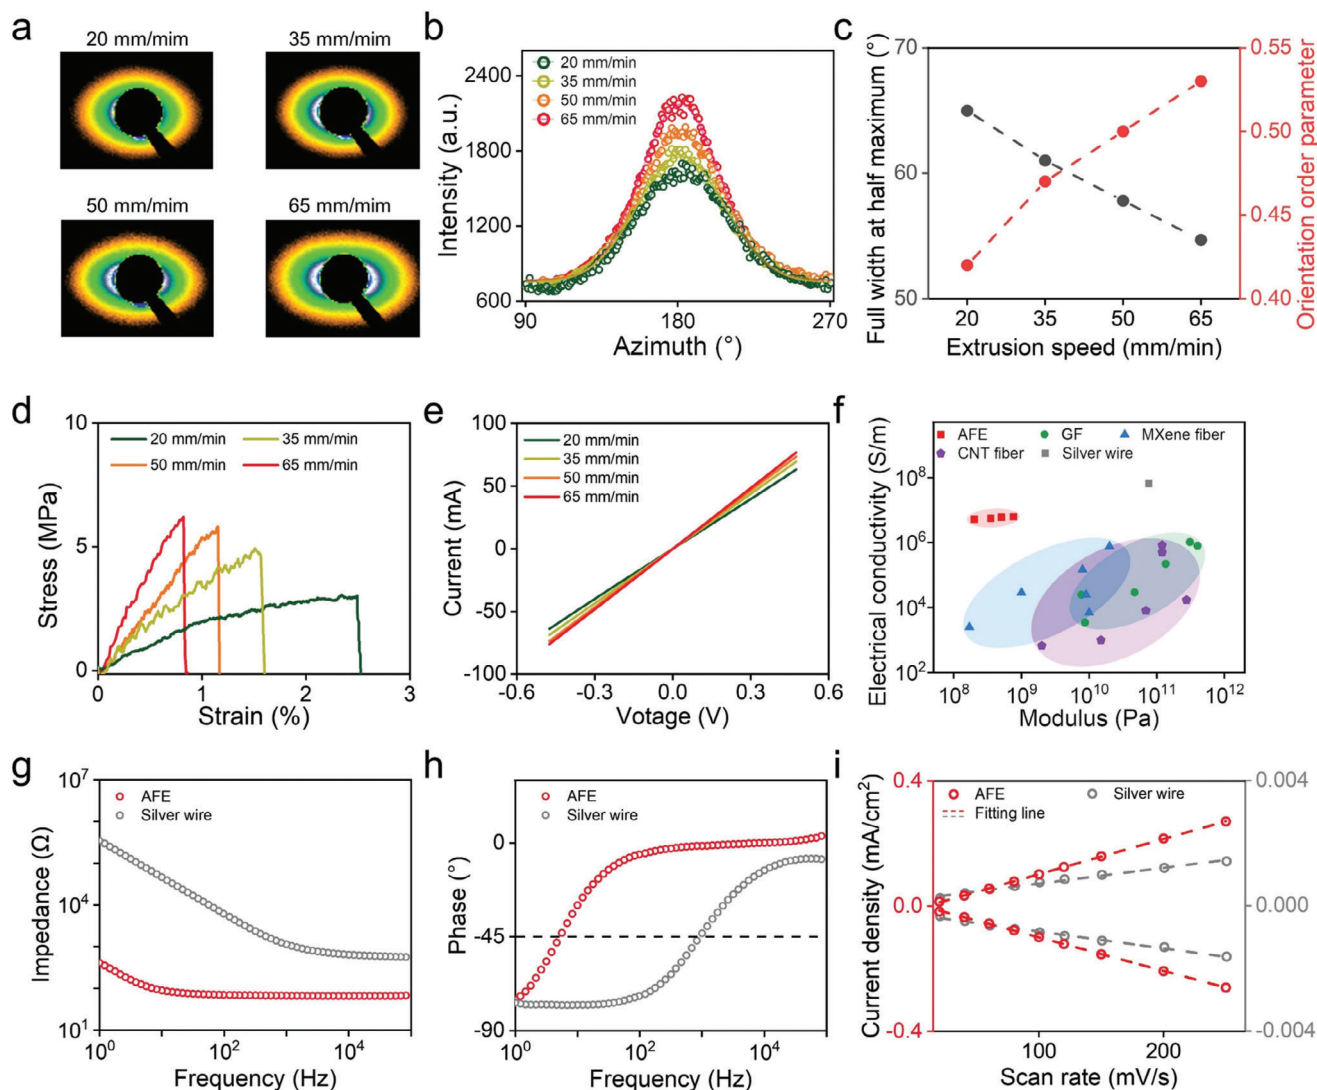 a
20 mm/mim
35 mm/mim
50 mm/mim
65 mm/mim
b
Intensity (a.u.)
2400
1800
1200
600
20 mm/min
35 mm/min
50 mm/min
65 mm/min
90
180
270
Azimuth (°)
c
Full width at half maximum (°)
70
60
50
0.55
0.50
0.45
0.40
Orientation order parameter
20
35
50
65
Extrusion speed (mm/min)
d
Stress (MPa)
10
5
0
20 mm/min
35 mm/min
50 mm/min
65 mm/min
0
1
2
3
Strain (%)
e
Current (mA)
100
50
0
-50
-100
20 mm/min
35 mm/min
50 mm/min
65 mm/min
-0.6
-0.3
0.0
0.3
0.6
Votage (V)
f
Electrical conductivity (S/m)
AFE
GF
MXene fiber
CNT fiber
Silver wire
10⁸
10⁶
10⁴
10²
10⁸
10⁹
10¹⁰
10¹¹
10¹²
Modulus (Pa)
g
Impedance (Ω)
10⁷
10⁴
10¹
AFE
Silver wire
10⁰
10²
10⁴
Frequency (Hz)
h
Phase (°)
0
-45
-90
AFE
Silver wire
10⁰
10²
10⁴
Frequency (Hz)
i
Current density (mA/cm²)
0.4
0.0
-0.4
AFE
Silver wire
Fitting line
0.004
0.000
-0.004
100
200
Scan rate (mV/s)